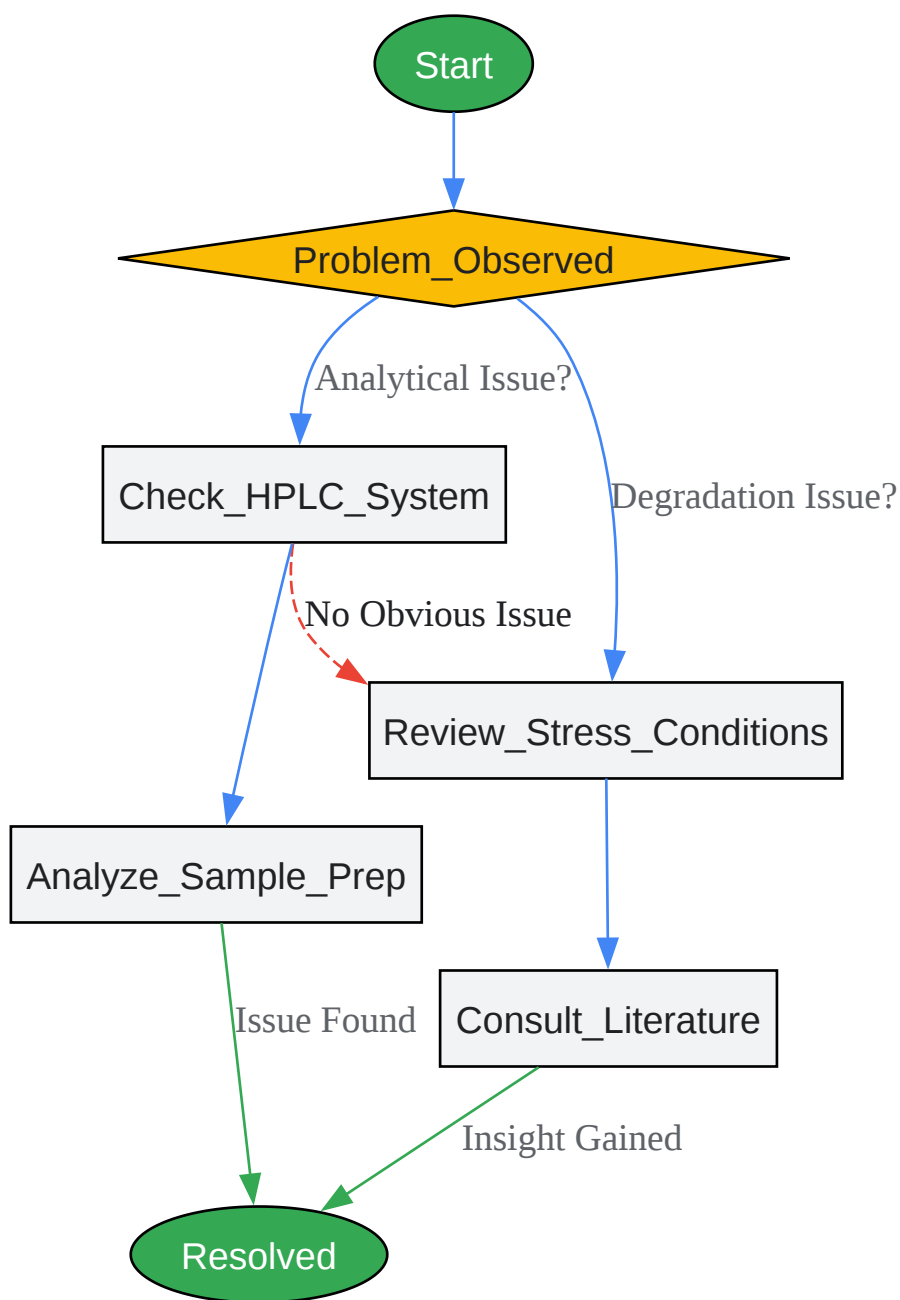 Start
Problem_Observed
Analytical Issue?
Check_HPLC_System
Degradation Issue?
No Obvious Issue
Review_Stress_Conditions
Analyze_Sample_Prep
Issue Found
Consult_Literature
Insight Gained
Resolved